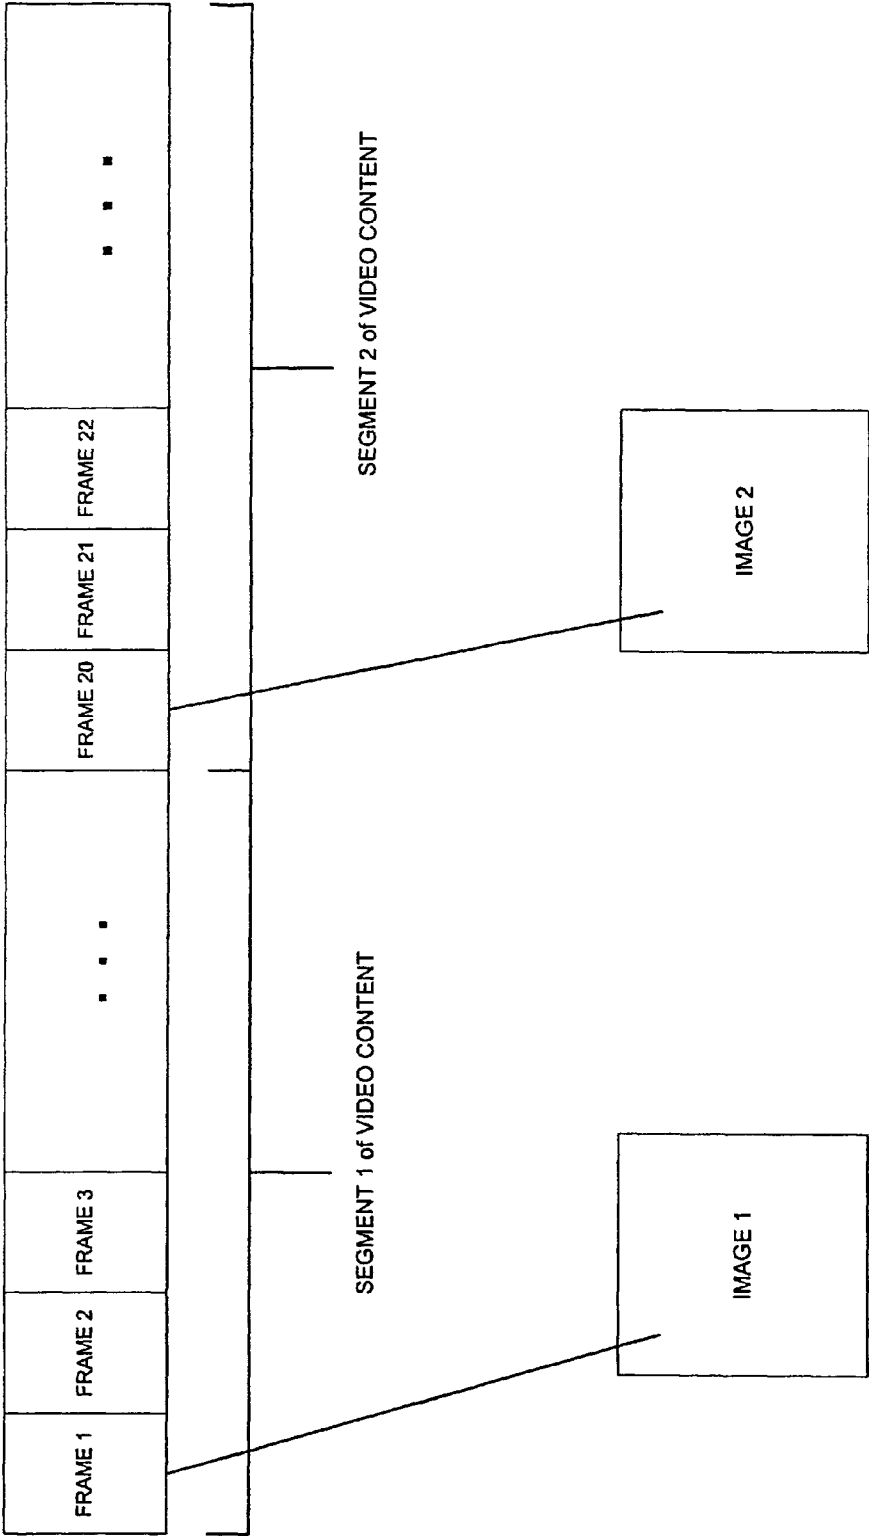 FRAME 1
FRAME 2
FRAME 3
FRAME 20
FRAME 21
FRAME 22
SEGMENT 1 of VIDEO CONTENT
SEGMENT 2 of VIDEO CONTENT
IMAGE 1
IMAGE 2